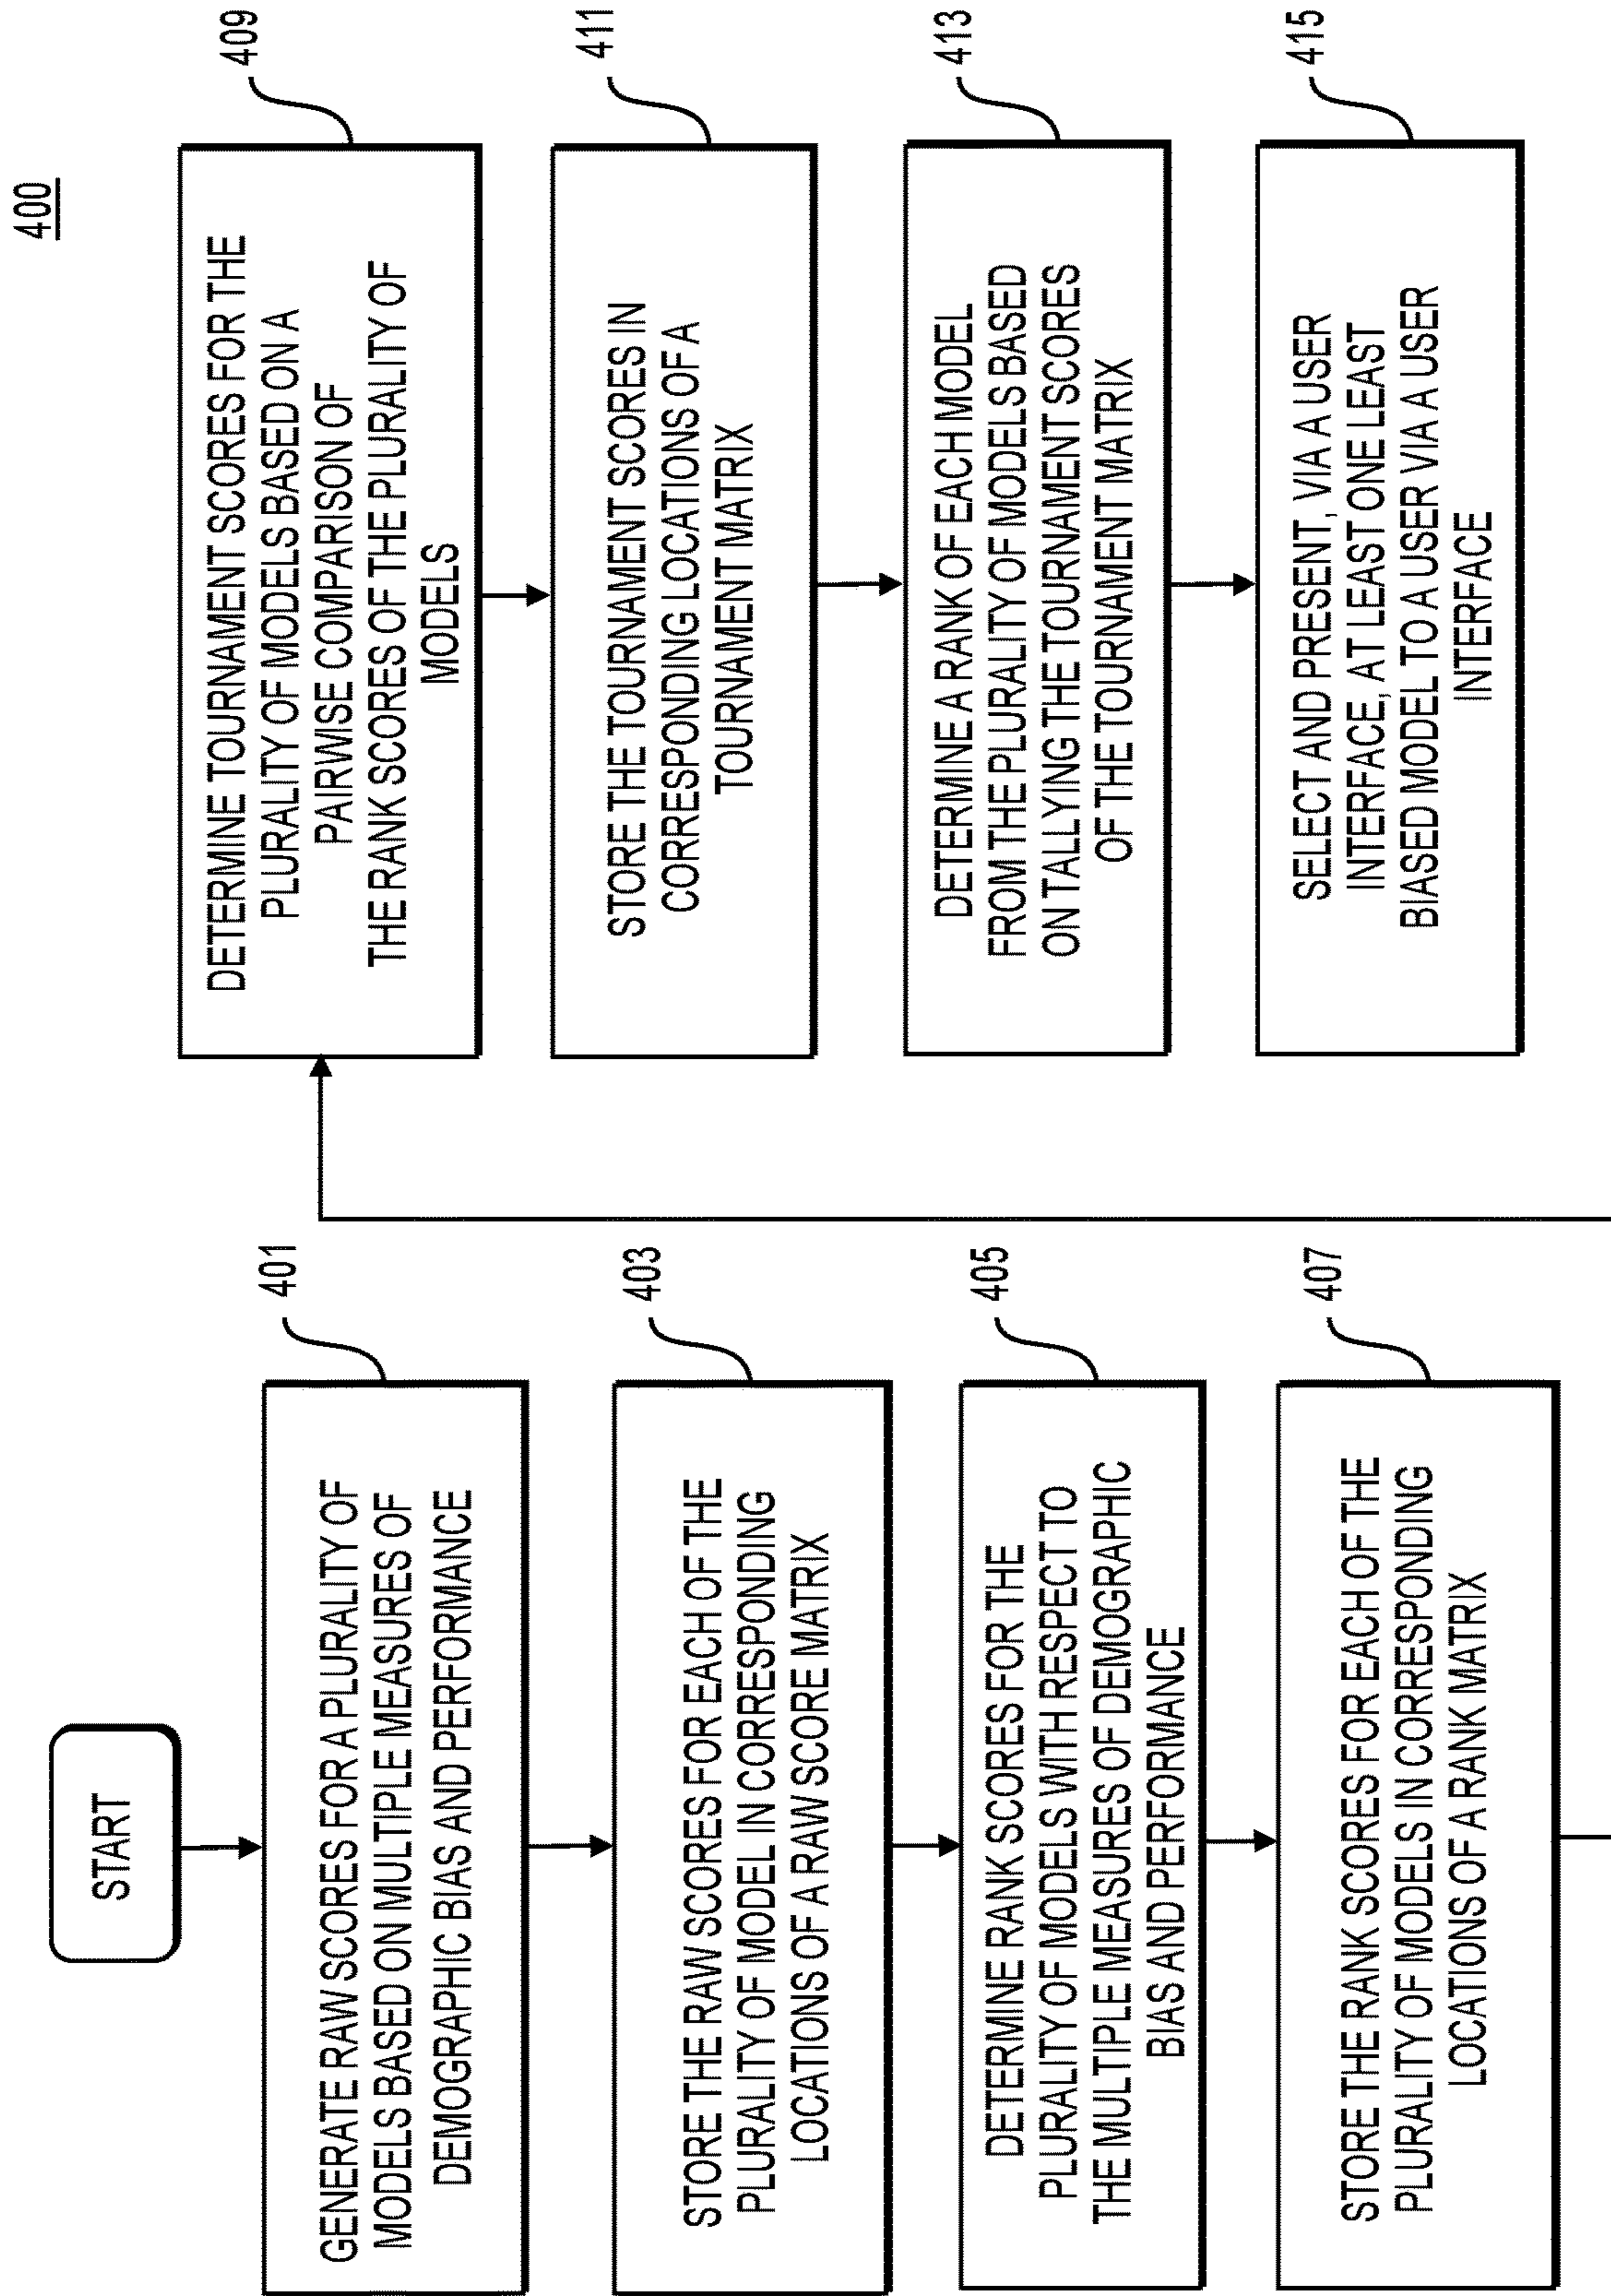 400
START
401
GENERATE RAW SCORES FOR A PLURALITY OF
MODELS BASED ON MULTIPLE MEASURES OF
DEMOGRAPHIC BIAS AND PERFORMANCE
403
STORE THE RAW SCORES FOR EACH OF THE
PLURALITY OF MODEL IN CORRESPONDING
LOCATIONS OF A RAW SCORE MATRIX
405
DETERMINE RANK SCORES FOR THE
PLURALITY OF MODELS WITH RESPECT TO
THE MULTIPLE MEASURES OF DEMOGRAPHIC
BIAS AND PERFORMANCE
407
STORE THE RANK SCORES FOR EACH OF THE
PLURALITY OF MODELS IN CORRESPONDING
LOCATIONS OF A RANK MATRIX
409
DETERMINE TOURNAMENT SCORES FOR THE
PLURALITY OF MODELS BASED ON A
PAIRWISE COMPARISON OF
THE RANK SCORES OF THE PLURALITY OF
MODELS
411
STORE THE TOURNAMENT SCORES IN
CORRESPONDING LOCATIONS OF A
TOURNAMENT MATRIX
413
DETERMINE A RANK OF EACH MODEL
FROM THE PLURALITY OF MODELS BASED
ON TALLYING THE TOURNAMENT SCORES
OF THE TOURNAMENT MATRIX
415
SELECT AND PRESENT, VIA A USER
INTERFACE, AT LEAST ONE LEAST
BIASED MODEL TO A USER VIA A USER
INTERFACE